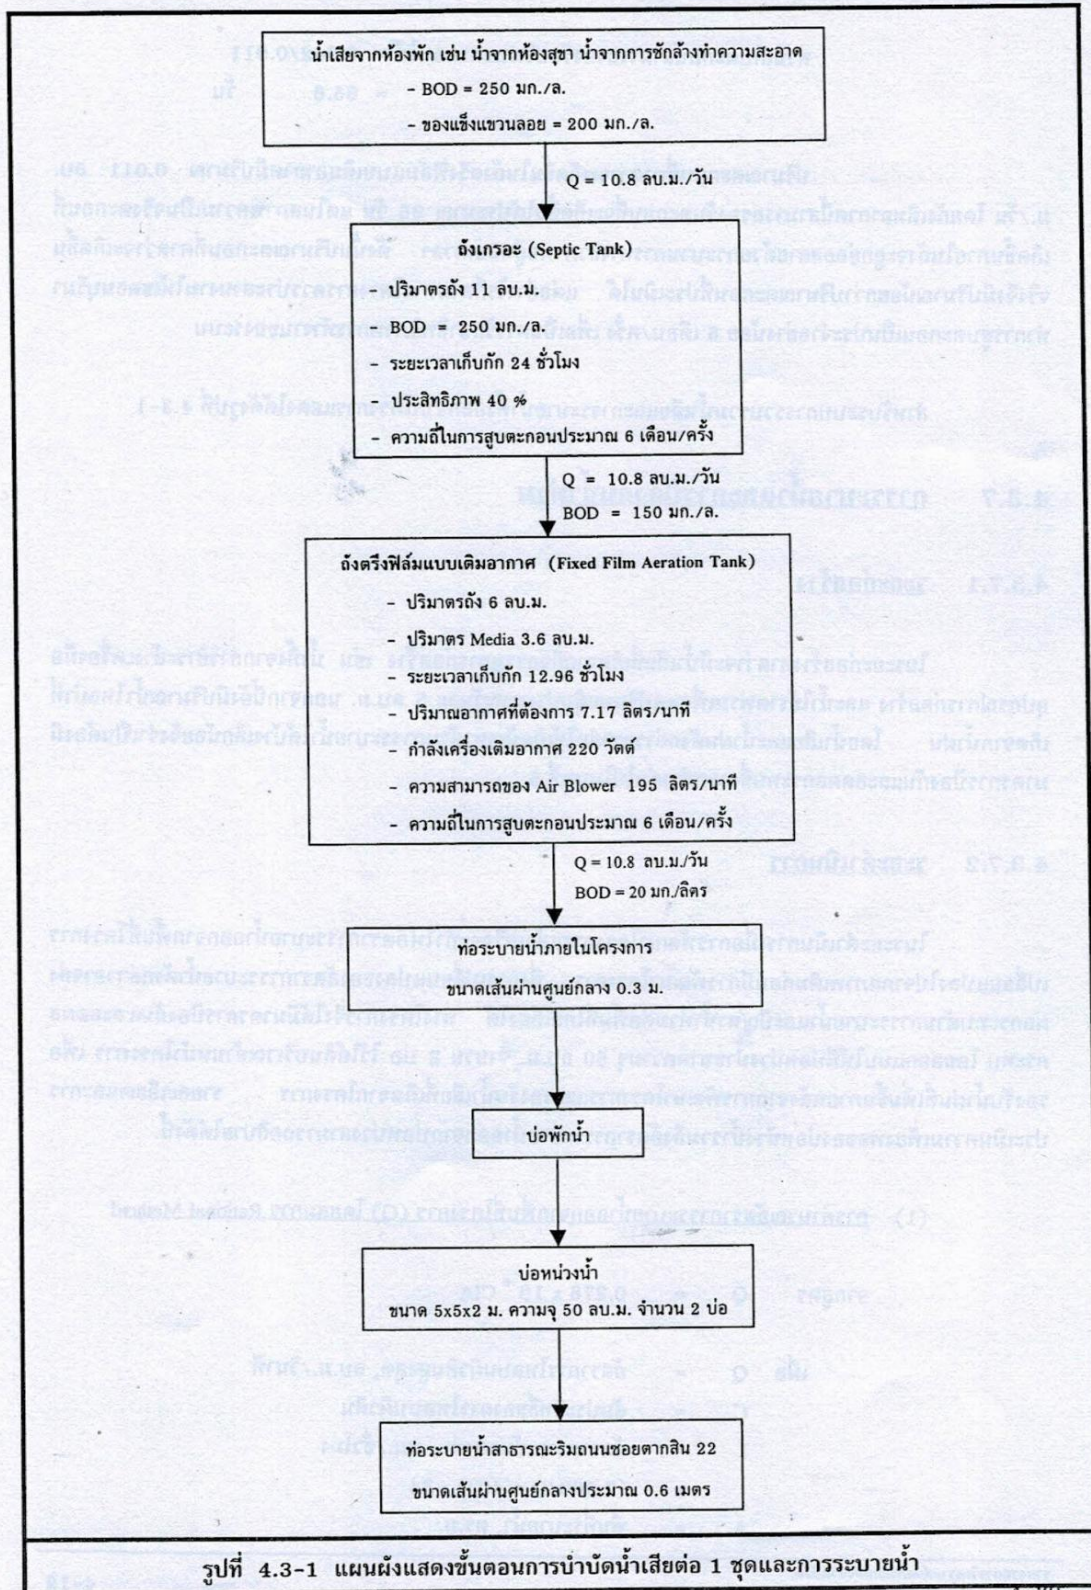 น้ำเสียจากห้องพัก เช่น น้ำจากห้องสุขา น้ำจากการซักล้างทำความสะอาด
- BOD = 250 มก./ล.
- ของแข็งแขวนลอย = 200 มก./ล.
Q = 10.8 ลบ.ม./วัน
ถังเกรอะ (Septic Tank)
- ปริมาตรถัง 11 ลบ.ม.
- BOD = 250 มก./ล.
- ระยะเวลาเก็บกัก 24 ชั่วโมง
- ประสิทธิภาพ 40 %
- ความถี่ในการสูบตะกอนประมาณ 6 เดือน/ครั้ง
Q = 10.8 ลบ.ม./วัน
BOD = 150 มก./ล.
ถังตรึงฟิล์มแบบเติมอากาศ (Fixed Film Aeration Tank)
- ปริมาตรถัง 6 ลบ.ม.
- ปริมาตร Media 3.6 ลบ.ม.
- ระยะเวลาเก็บกัก 12.96 ชั่วโมง
- ปริมาณอากาศที่ต้องการ 7.17 ลิตร/นาที
- กำลังเครื่องเติมอากาศ 220 วัตต์
- ความสามารถของ Air Blower 195 ลิตร/นาที
- ความถี่ในการสูบตะกอนประมาณ 6 เดือน/ครั้ง
Q = 10.8 ลบ.ม./วัน
BOD = 20 มก./ลิตร
ท่อระบายน้ำภายในโครงการ
ขนาดเส้นผ่านศูนย์กลาง 0.3 ม.
บ่อพักน้ำ
บ่อหน่วงน้ำ
ขนาด 5x5x2 ม. ความจุ 50 ลบ.ม. จำนวน 2 บ่อ
ท่อระบายน้ำสาธารณะริมถนนซอยตากสิน 22
ขนาดเส้นผ่านศูนย์กลางประมาณ 0.6 เมตร
รูปที่ 4.3-1 แผนผังแสดงขั้นตอนการบำบัดน้ำเสียต่อ 1 ชุดและการระบายน้ำ